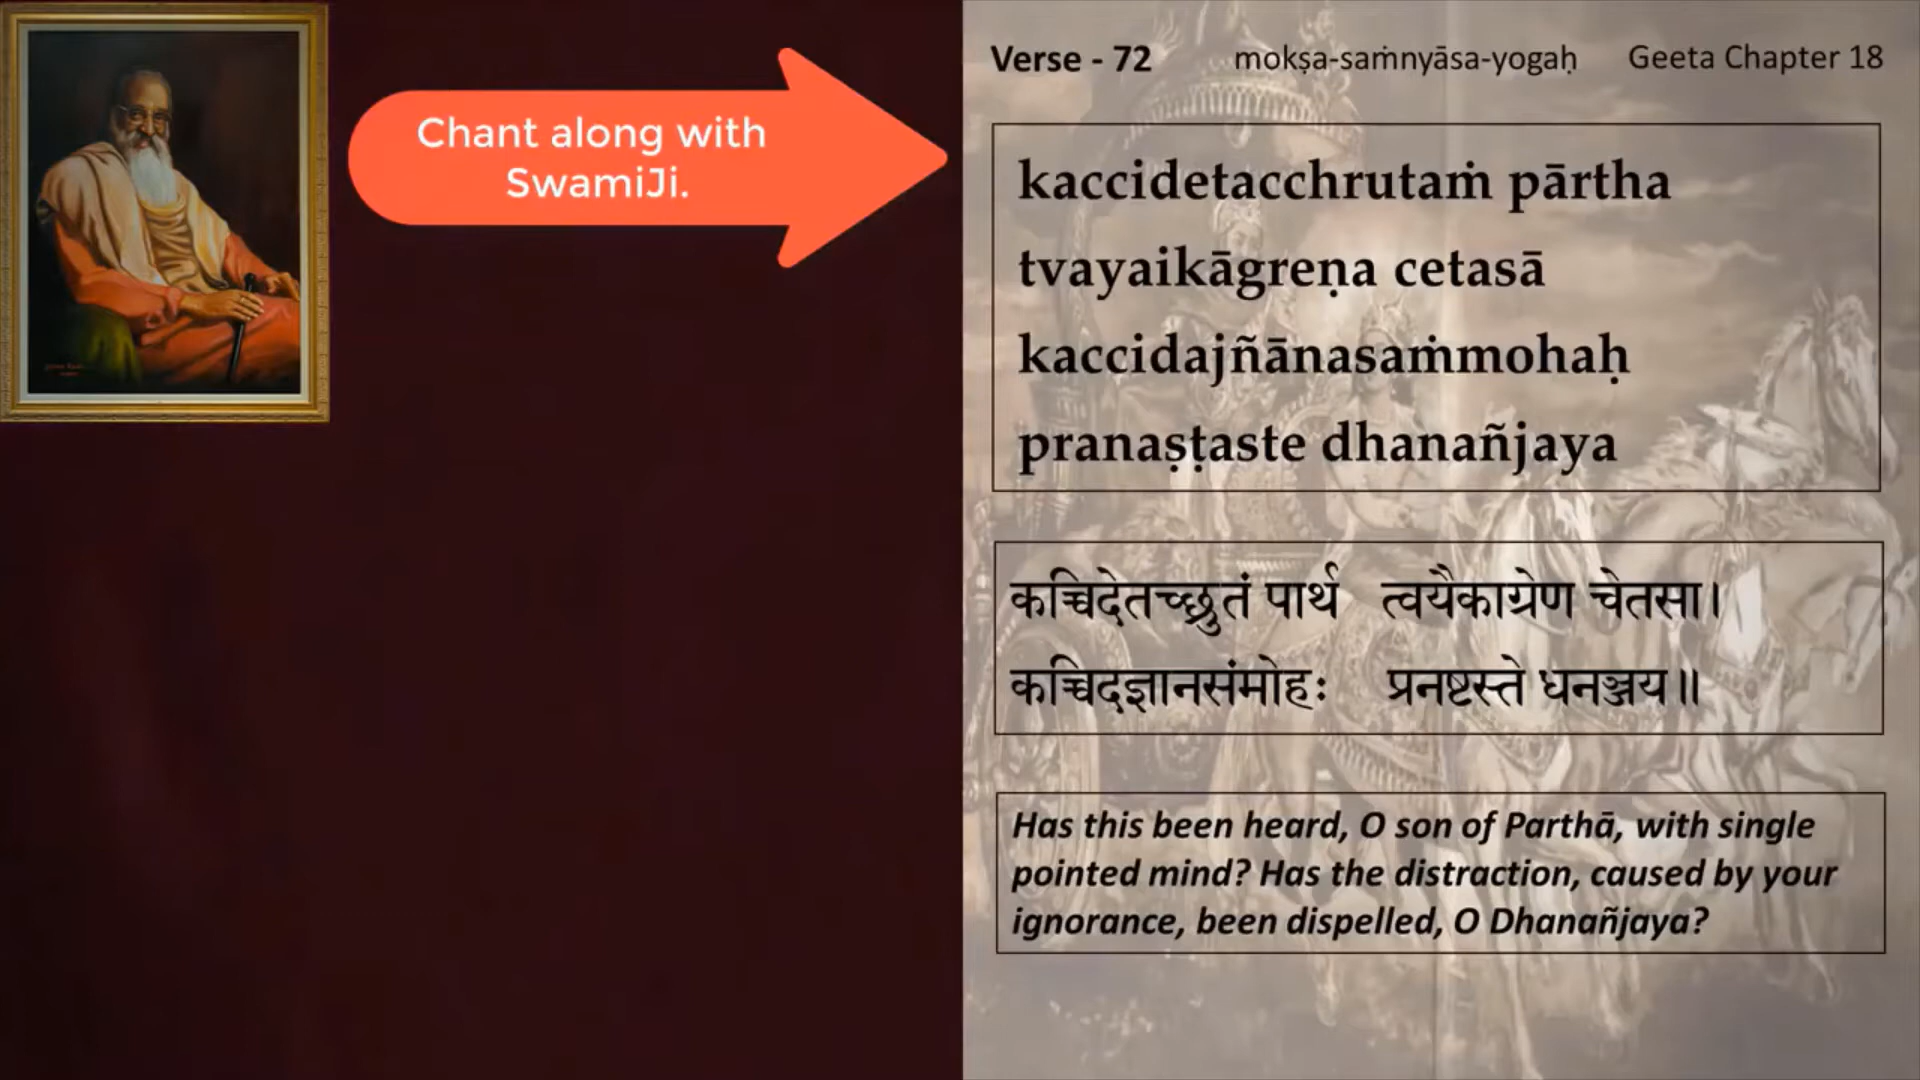 Chant along with
SwamiJi.
Verse - 72 mokṣa-saṁnyāsa-yogaḥ Geeta Chapter 18
kaccidetacchrutaṁ pārtha
tvayaikāgreṇa cetasā
kaccidajñānasaṁmohaḥ
pranaṣṭaste dhanañjaya
कच्चिदेतच्छ्रुतं पार्थ त्वयैकाग्रेण चेतसा।
कच्चिदज्ञानसंमोहः प्रनष्टस्ते धनञ्जय॥
Has this been heard, O son of Parthā, with single
pointed mind? Has the distraction, caused by your
ignorance, been dispelled, O Dhanañjaya?